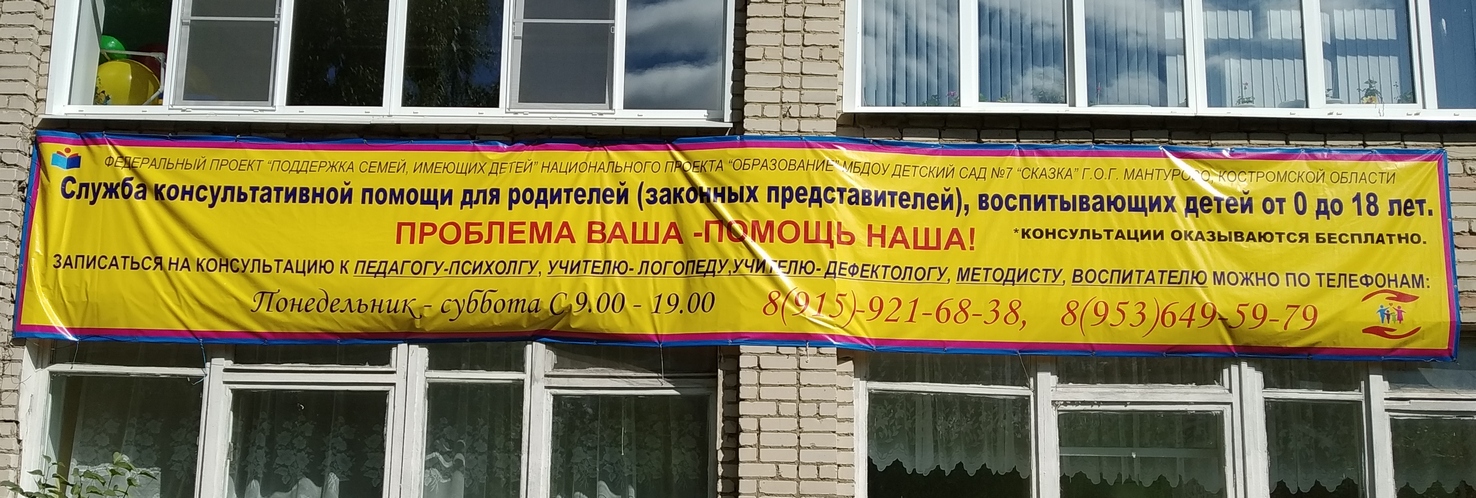 ФЕДЕРАЛЬНЫЙ ПРОЕКТ "ПОДДЕРЖКА СЕМЕЙ, ИМЕЮЩИХ ДЕТЕЙ" НАЦИОНАЛЬНОГО ПРОЕКТА "ОБРАЗОВАНИЕ" МБДОУ ДЕТСКИЙ САД №7 "СКАЗКА" Г.О.Г. МАНТУРОВО, КОСТРОМСКОЙ ОБЛАСТИ
Служба консультативной помощи для родителей (законных представителей), воспитывающих детей от 0 до 18 лет.
ПРОБЛЕМА ВАША -ПОМОЩЬ НАША! *КОНСУЛЬТАЦИИ ОКАЗЫВАЮТСЯ БЕСПЛАТНО.
ЗАПИСАТЬСЯ НА КОНСУЛЬТАЦИЮ К ПЕДАГОГУ-ПСИХОЛГУ, УЧИТЕЛЮ- ЛОГОПЕДУ,УЧИТЕЛЮ- ДЕФЕКТОЛОГУ, МЕТОДИСТУ, ВОСПИТАТЕЛЮ МОЖНО ПО ТЕЛЕФОНАМ:
Понедельник - суббота С 9.00 - 19.00 8(915)-921-68-38, 8(953)649-59-79